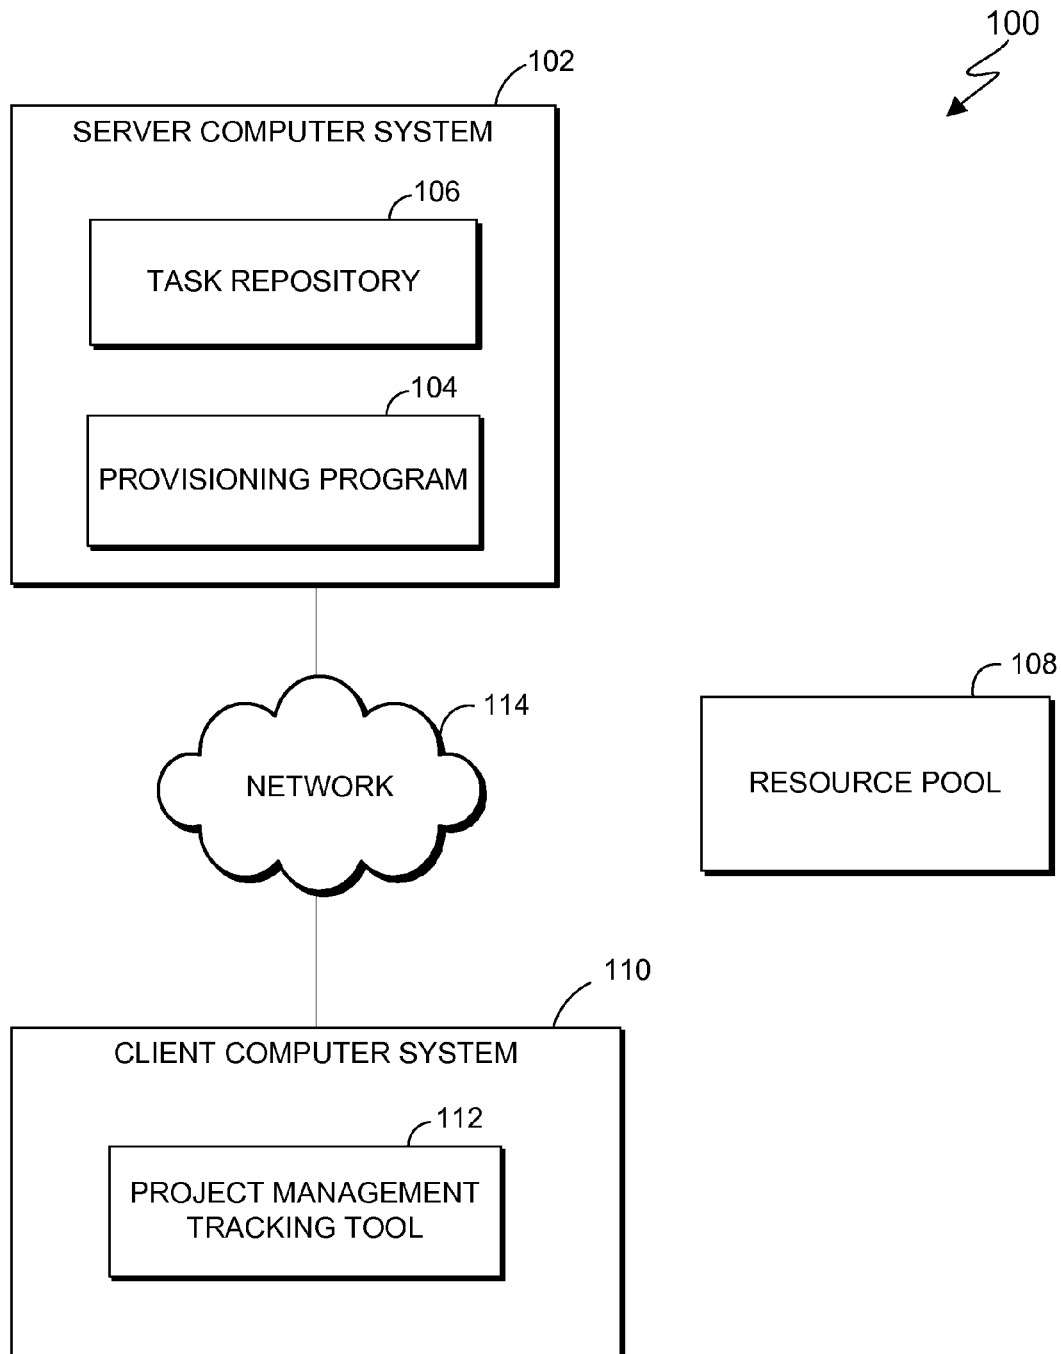 100
102
SERVER COMPUTER SYSTEM
106
TASK REPOSITORY
104
PROVISIONING PROGRAM
108
114
NETWORK
RESOURCE POOL
110
CLIENT COMPUTER SYSTEM
112
PROJECT MANAGEMENT
TRACKING TOOL